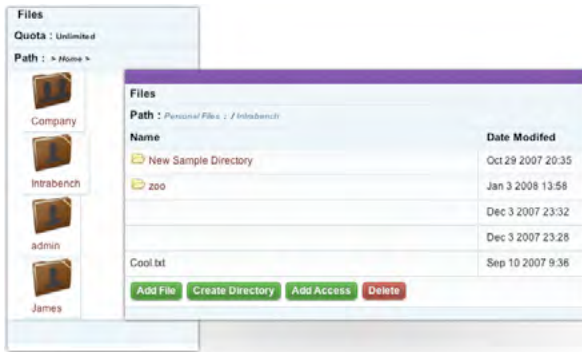 Files
Quota : Unlimited
Path : > Home >
Company
Intrabench
admin
James
Files
Path : Personal Files : / Intrabench
Name Date Modifed
New Sample Directory Oct 29 2007 20:35
zoo Jan 3 2008 13:58
Dec 3 2007 23:32
Dec 3 2007 23:28
Cool.txt Sep 10 2007 9:36
Add File Create Directory Add Access Delete